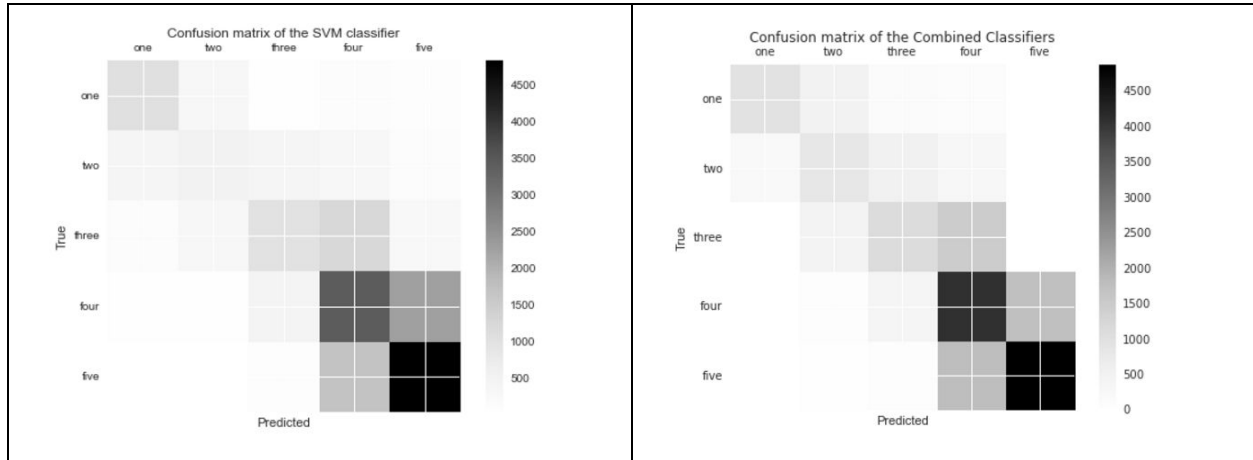 Confusion matrix of the SVM classifier
one two three four five
one
two
three
four
five
True
Predicted
4500
4000
3500
3000
2500
2000
1500
1000
500
Confusion matrix of the Combined Classifiers
one two three four five
one
two
three
four
five
True
Predicted
4500
4000
3500
3000
2500
2000
1500
1000
500
0